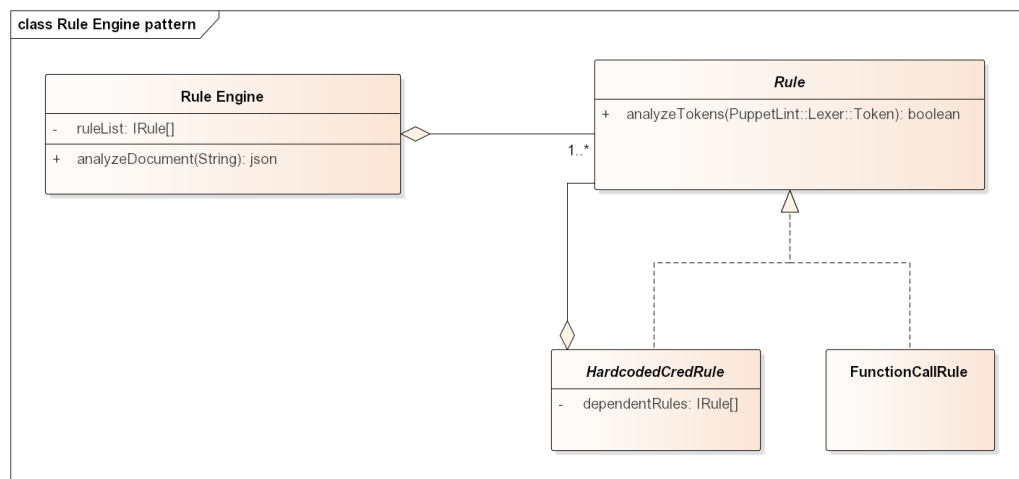 class Rule Engine pattern
Rule Engine
- ruleList: IRule[]
+ analyzeDocument(String): json
Rule
+ analyzeTokens(PuppetLint::Lexer::Token): boolean
1..*
HardcodedCredRule
- dependentRules: IRule[]
FunctionCallRule